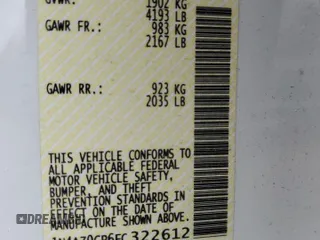 GVWR: 1902 KG
4193 LB
GAWR FR.: 983 KG
2167 LB
GAWR RR.: 923 KG
2035 LB
THIS VEHICLE CONFORMS TO
ALL APPLICABLE FEDERAL
MOTOR VEHICLE SAFETY,
BUMPER, AND THEFT
PREVENTION STANDARDS IN
EFFECT ON THE DATE OF
MANUFACTURE SHOWN ABOVE.
322612